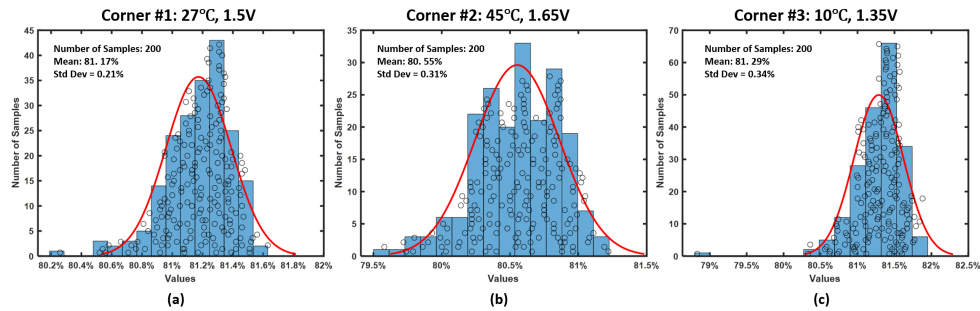 Corner #1: 27℃, 1.5V
Number of Samples
45
40
35
30
25
20
15
10
5
0
Number of Samples: 200
Mean: 81. 17%
Std Dev = 0.21%
80.2% 80.4% 80.6% 80.8% 81% 81.2% 81.4% 81.6% 81.8% 82%
Values
(a)
Corner #2: 45℃, 1.65V
Number of Samples
35
30
25
20
15
10
5
0
Number of Samples: 200
Mean: 80. 55%
Std Dev = 0.31%
79.5% 80% 80.5% 81% 81.5%
Values
(b)
Corner #3: 10℃, 1.35V
Number of Samples
70
60
50
40
30
20
10
0
Number of Samples: 200
Mean: 81. 29%
Std Dev = 0.34%
79% 79.5% 80% 80.5% 81% 81.5% 82% 82.5%
Values
(c)